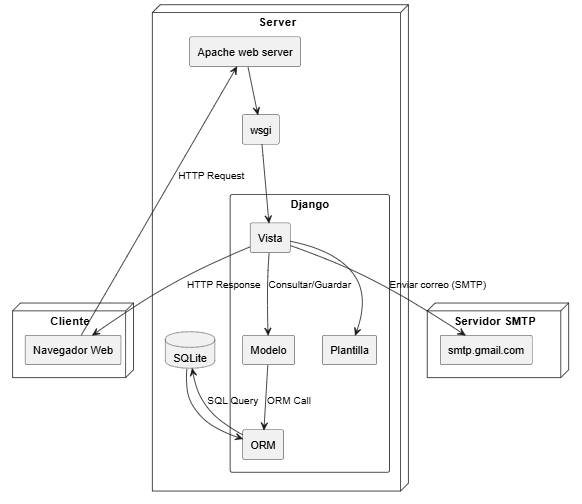 Server
Apache web server
wsgi
HTTP Request
Django
Vista
HTTP Response
Consultar/Guardar
Enviar correo (SMTP)
Cliente
Navegador Web
Servidor SMTP
smtp.gmail.com
SQLite
Modelo
Plantilla
SQL Query
ORM Call
ORM